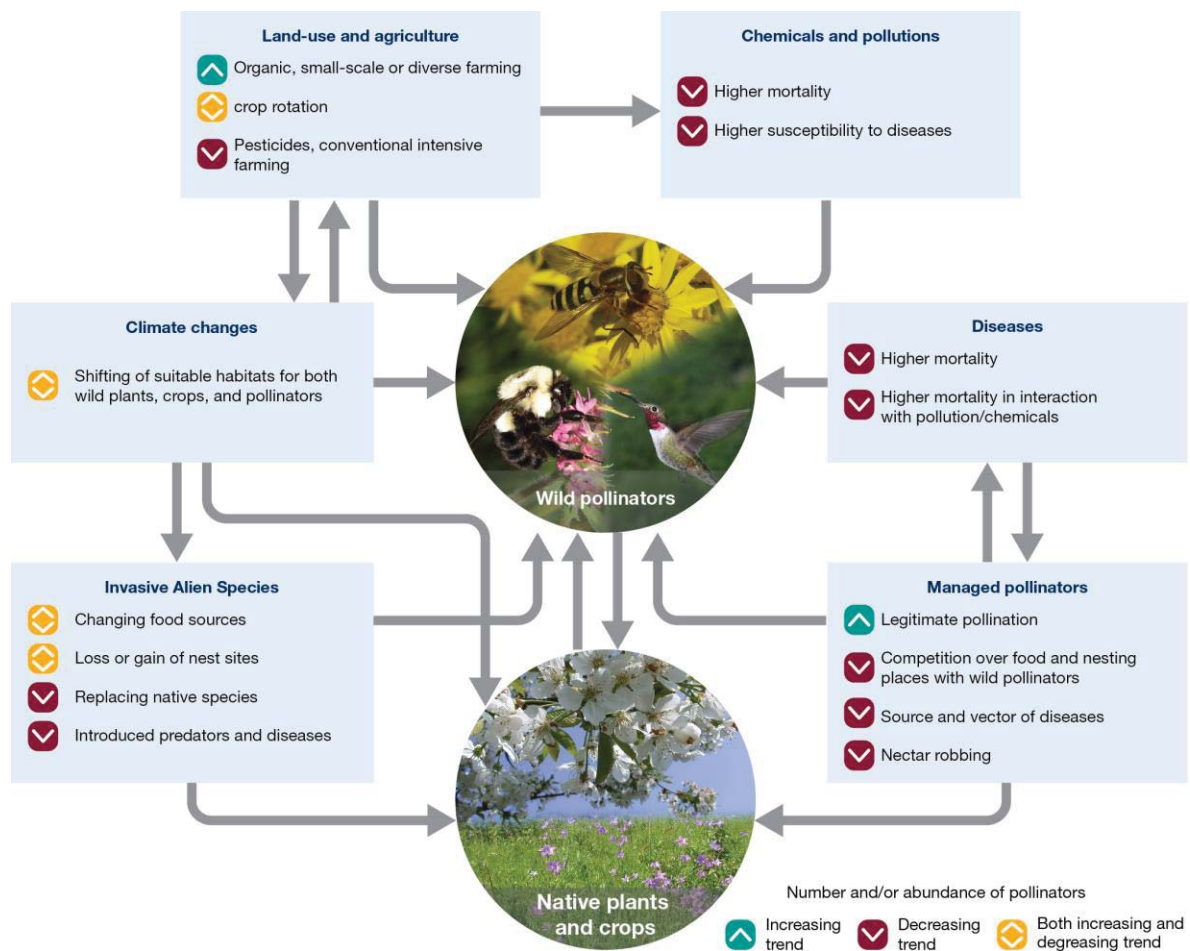 Land-use and agriculture
Organic, small-scale or diverse farming
crop rotation
Pesticides, conventional intensive
farming
Chemicals and pollutions
Higher mortality
Higher susceptibility to diseases
Climate changes
Shifting of suitable habitats for both
wild plants, crops, and pollinators
Wild pollinators
Diseases
Higher mortality
Higher mortality in interaction
with pollution/chemicals
Invasive Alien Species
Changing food sources
Loss or gain of nest sites
Replacing native species
Introduced predators and diseases
Managed pollinators
Legitimate pollination
Competition over food and nesting
places with wild pollinators
Source and vector of diseases
Nectar robbing
Native plants
and crops
Number and/or abundance of pollinators
Increasing
trend
Decreasing
trend
Both increasing and
degreasing trend